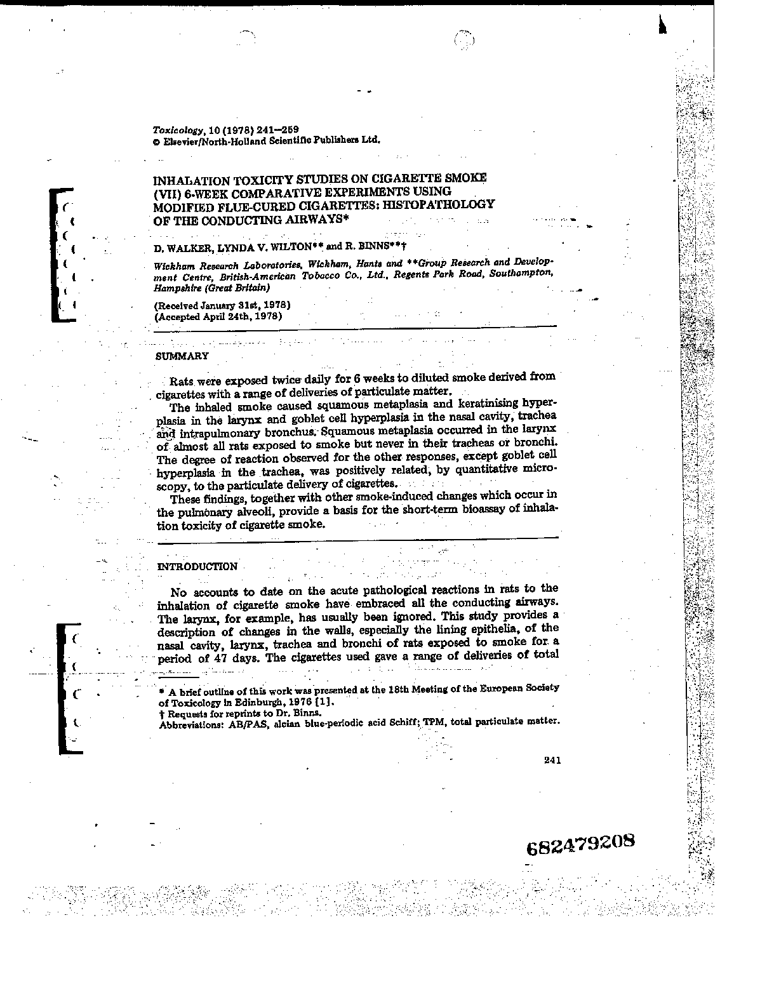 Toxicology, 10 (1978) 241—259
© Elsevier/North-Holland Scientific Publishers Ltd.
INHALATION TOXICITY STUDIES ON CIGARETTE SMOKE
(VII) 6-WEEK COMPARATIVE EXPERIMENTS USING
MODIFIED FLUE-CURED CIGARETTES: HISTOPATHOLOGY
OF THE CONDUCTING AIRWAYS*
D. WALKER, LYNDA V. WILTON** and R. BINNS**†
Wickham Research Laboratories, Wickham, Hants and **Group Research and Develop-
ment Centre, British-American Tobacco Co., Ltd., Regents Park Road, Southampton,
Hampshire (Great Britain)
(Received January 31st, 1978)
(Accepted April 24th, 1978)
SUMMARY
Rats were exposed twice daily for 6 weeks to diluted smoke derived from
cigarettes with a range of deliveries of particulate matter.
The inhaled smoke caused squamous metaplasia and keratinising hyper-
plasia in the larynx and goblet cell hyperplasia in the nasal cavity, trachea
and intrapulmonary bronchus. Squamous metaplasia occurred in the larynx
of almost all rats exposed to smoke but never in their tracheas or bronchi.
The degree of reaction observed for the other responses, except goblet cell
hyperplasia in the trachea, was positively related, by quantitative micro-
scopy, to the particulate delivery of cigarettes.
These findings, together with other smoke-induced changes which occur in
the pulmonary alveoli, provide a basis for the short-term bioassay of inhala-
tion toxicity of cigarette smoke.
INTRODUCTION
No accounts to date on the acute pathological reactions in rats to the
inhalation of cigarette smoke have embraced all the conducting airways.
The larynx, for example, has usually been ignored. This study provides a
description of changes in the walls, especially the lining epithelia, of the
nasal cavity, larynx, trachea and bronchi of rats exposed to smoke for a
period of 47 days. The cigarettes used gave a range of deliveries of total
* A brief outline of this work was presented at the 18th Meeting of the European Society
of Toxicology in Edinburgh, 1976 [1].
† Requests for reprints to Dr. Binns.
Abbreviations: AB/PAS, alcian blue-periodic acid Schiff; TPM, total particulate matter.
241
682479208